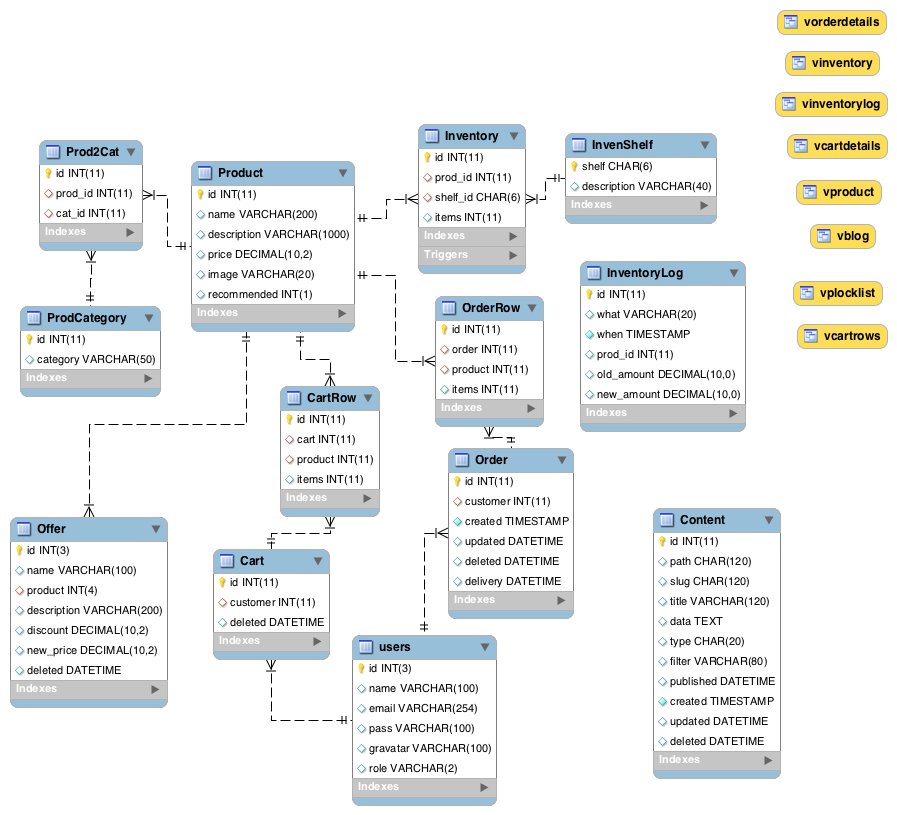 vorderdetails
vinventory
vinventorylog
vcartdetails
vproduct
vblog
vplocklist
vcartrows
Prod2Cat
id INT(11)
prod_id INT(11)
cat_id INT(11)
Indexes
ProdCategory
id INT(11)
category VARCHAR(50)
Indexes
Product
id INT(11)
name VARCHAR(200)
description VARCHAR(1000)
price DECIMAL(10,2)
image VARCHAR(20)
recommended INT(1)
Indexes
Inventory
id INT(11)
prod_id INT(11)
shelf_id CHAR(6)
items INT(11)
Indexes
Triggers
InvenShelf
shelf CHAR(6)
description VARCHAR(40)
Indexes
InventoryLog
id INT(11)
what VARCHAR(20)
when TIMESTAMP
prod_id INT(11)
old_amount DECIMAL(10,0)
new_amount DECIMAL(10,0)
Indexes
OrderRow
id INT(11)
order INT(11)
product INT(11)
items INT(11)
Indexes
CartRow
id INT(11)
cart INT(11)
product INT(11)
items INT(11)
Indexes
Order
id INT(11)
customer INT(11)
created TIMESTAMP
updated DATETIME
deleted DATETIME
delivery DATETIME
Indexes
Offer
id INT(3)
name VARCHAR(100)
product INT(4)
description VARCHAR(200)
discount DECIMAL(10,2)
new_price DECIMAL(10,2)
deleted DATETIME
Indexes
Cart
id INT(11)
customer INT(11)
deleted DATETIME
Indexes
users
id INT(3)
name VARCHAR(100)
email VARCHAR(254)
pass VARCHAR(100)
gravatar VARCHAR(100)
role VARCHAR(2)
Indexes
Content
id INT(11)
path CHAR(120)
slug CHAR(120)
title VARCHAR(120)
data TEXT
type CHAR(20)
filter VARCHAR(80)
published DATETIME
created TIMESTAMP
updated DATETIME
deleted DATETIME
Indexes